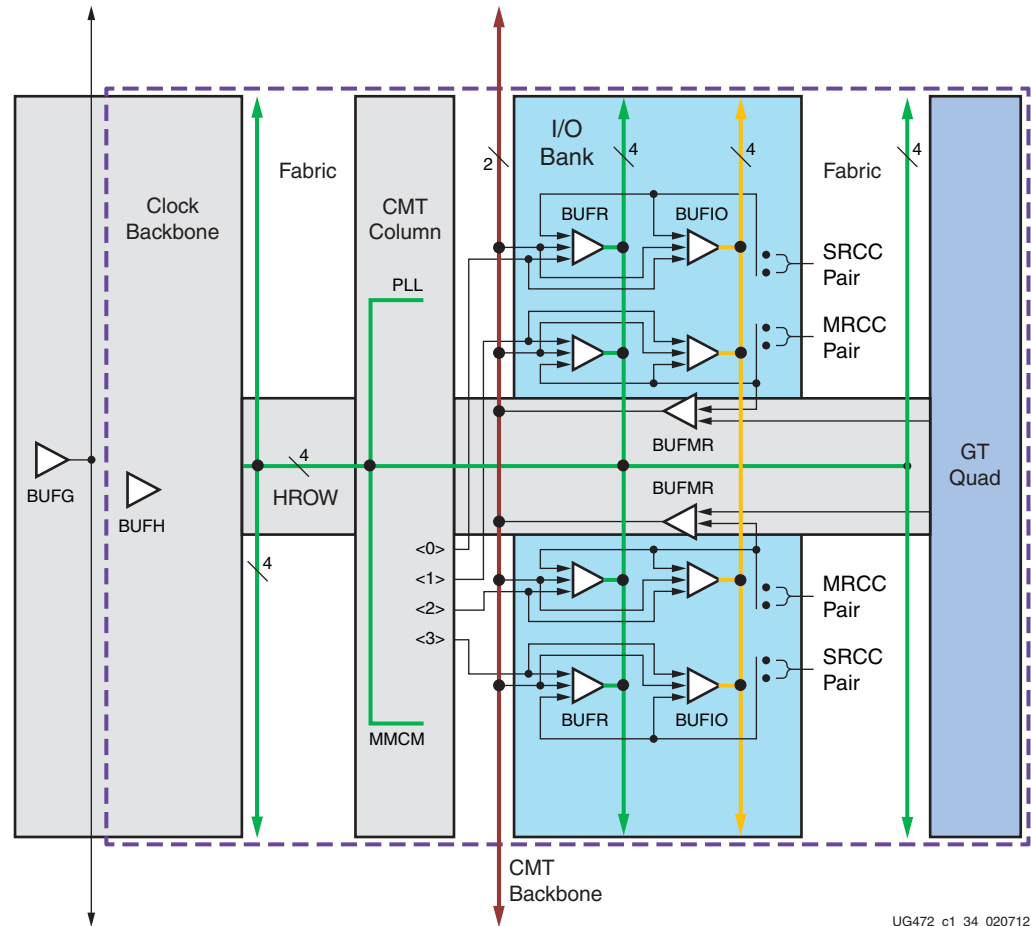 I/O
Bank
2
4
4
4
Fabric
Fabric
Clock
Backbone
CMT
Column
BUFR
BUFIO
SRCC
Pair
PLL
MRCC
Pair
BUFMR
4
HROW
BUFG
BUFH
BUFMR
GT
Quad
<0>
<1>
<2>
<3>
4
MRCC
Pair
SRCC
Pair
BUFR
BUFIO
MMCM
CMT
Backbone
UG472_c1_34_020712